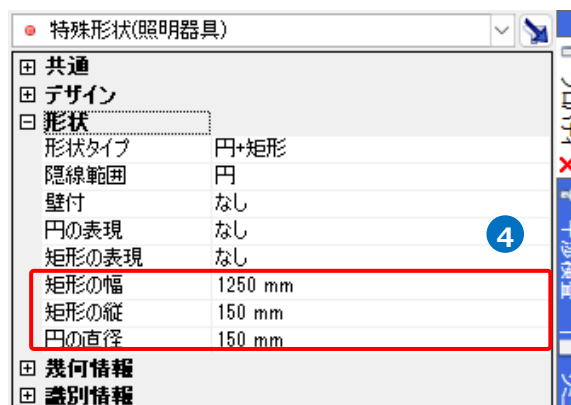 特殊形状(照明器具)
共通
デザイン
形状
形状タイプ 円+矩形
隠線範囲 円
壁付 なし
円の表現 なし
矩形の表現 なし
4
矩形の幅 1250 mm
矩形の縦 150 mm
円の直径 150 mm
幾何情報
識別情報